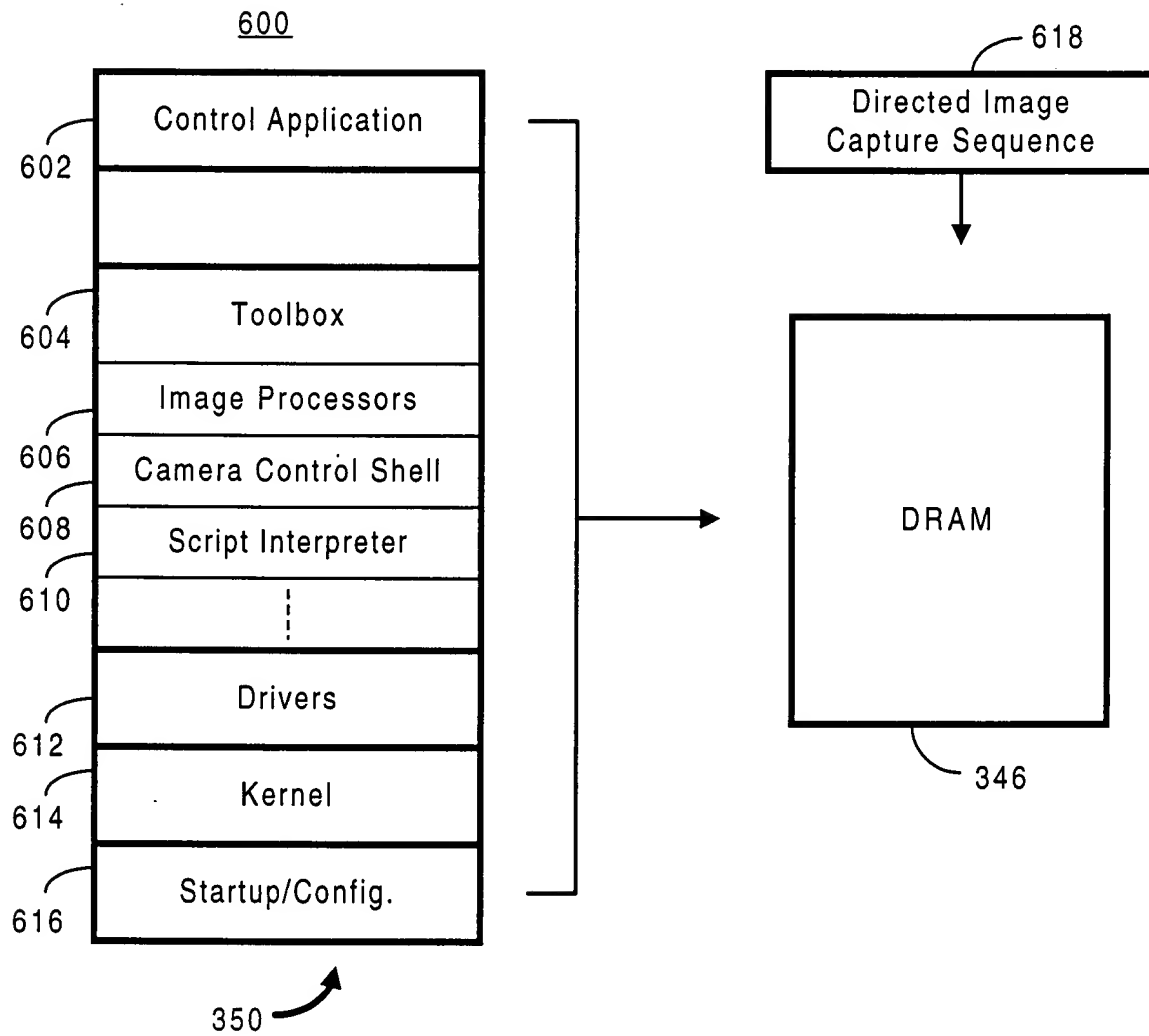 600
618
Control Application
Directed Image
Capture Sequence
602
Toolbox
604
Image Processors
606
Camera Control Shell
608
Script Interpreter
DRAM
610
Drivers
612
346
Kernel
614
Startup/Config.
616
350